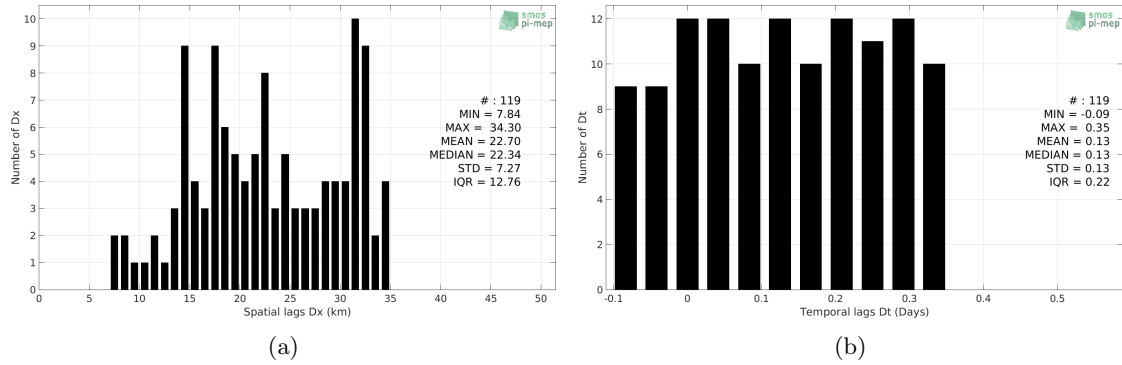 10
9
8
7
6
5
4
3
2
1
0
0 5 10 15 20 25 30 35 40 45 50
Number of Dx
Spatial lags Dx (km)
smos
pi-mep
# : 119
MIN = 7.84
MAX = 34.30
MEAN = 22.70
MEDIAN = 22.34
STD = 7.27
IQR = 12.76
(a)
12
10
8
6
4
2
0
-0.1 0 0.1 0.2 0.3 0.4 0.5
Number of Dt
Temporal lags Dt (Days)
smos
pi-mep
# : 119
MIN = -0.09
MAX = 0.35
MEAN = 0.13
MEDIAN = 0.13
STD = 0.13
IQR = 0.22
(b)